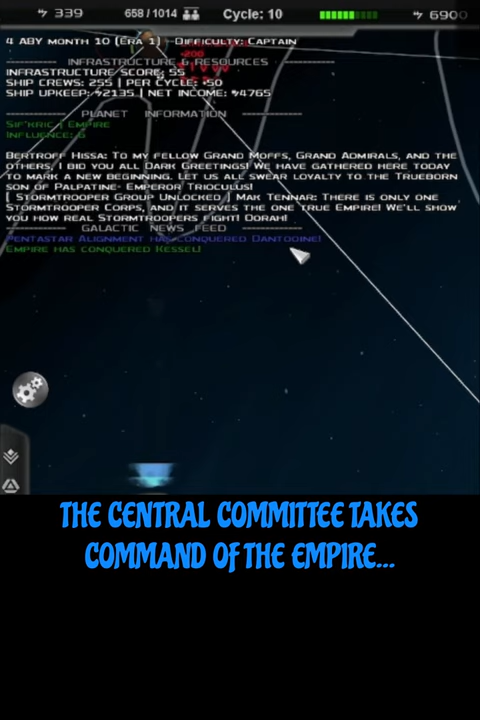 339 658 / 1014 Cycle: 10 6900
4 ABY month 10 (Era 1) - Difficulty: Captain
-200
------------ Infrastructure & Resources ------------
Infrastructure Score: 55
Ship Crews: 255 | Per Cycle: +50
Ship Upkeep: -2135 | Net Income: 4765
------------ Planet Information ------------
Sif'kric | Empire
Influence: 6
Bertroff Hissa: To my fellow Grand Moffs, Grand Admirals, and the
others, I bid you all Dark Greetings! We have gathered here today
to mark a new beginning. Let us all swear loyalty to the Trueborn
son of Palpatine- Emperor Trioculus!
[ Stormtrooper Group Unlocked ] Mak Tennar: There is only one
Stormtrooper Corps, and it serves the one true Empire! We'll show
you how real Stormtroopers fight! Oorah!
------------ Galactic News Feed ------------
Pentastar Alignment has conquered Dantooine!
Empire has conquered Kessel!
THE CENTRAL COMMITTEE TAKES
COMMAND OF THE EMPIRE...